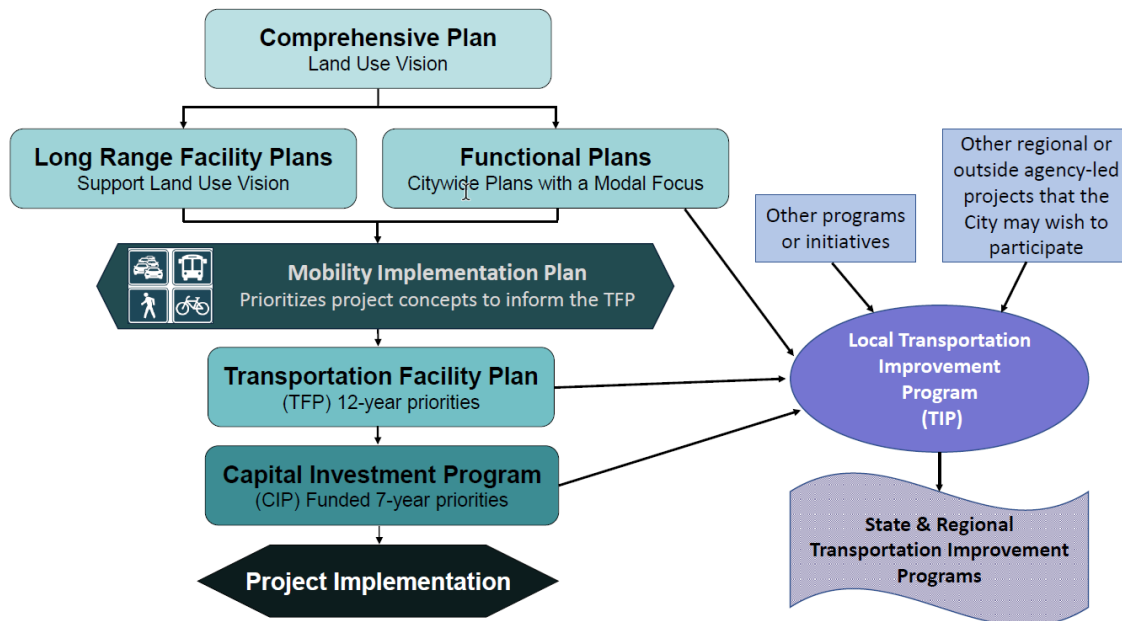 Comprehensive Plan
Land Use Vision
Long Range Facility Plans
Support Land Use Vision
Functional Plans
Citywide Plans with a Modal Focus
Other programs
or initiatives
Other regional or
outside agency-led
projects that the
City may wish to
participate
Mobility Implementation Plan
Prioritizes project concepts to inform the TFP
Transportation Facility Plan
(TFP) 12-year priorities
Local Transportation
Improvement
Program
(TIP)
Capital Investment Program
(CIP) Funded 7-year priorities
Project Implementation
State & Regional
Transportation Improvement
Programs